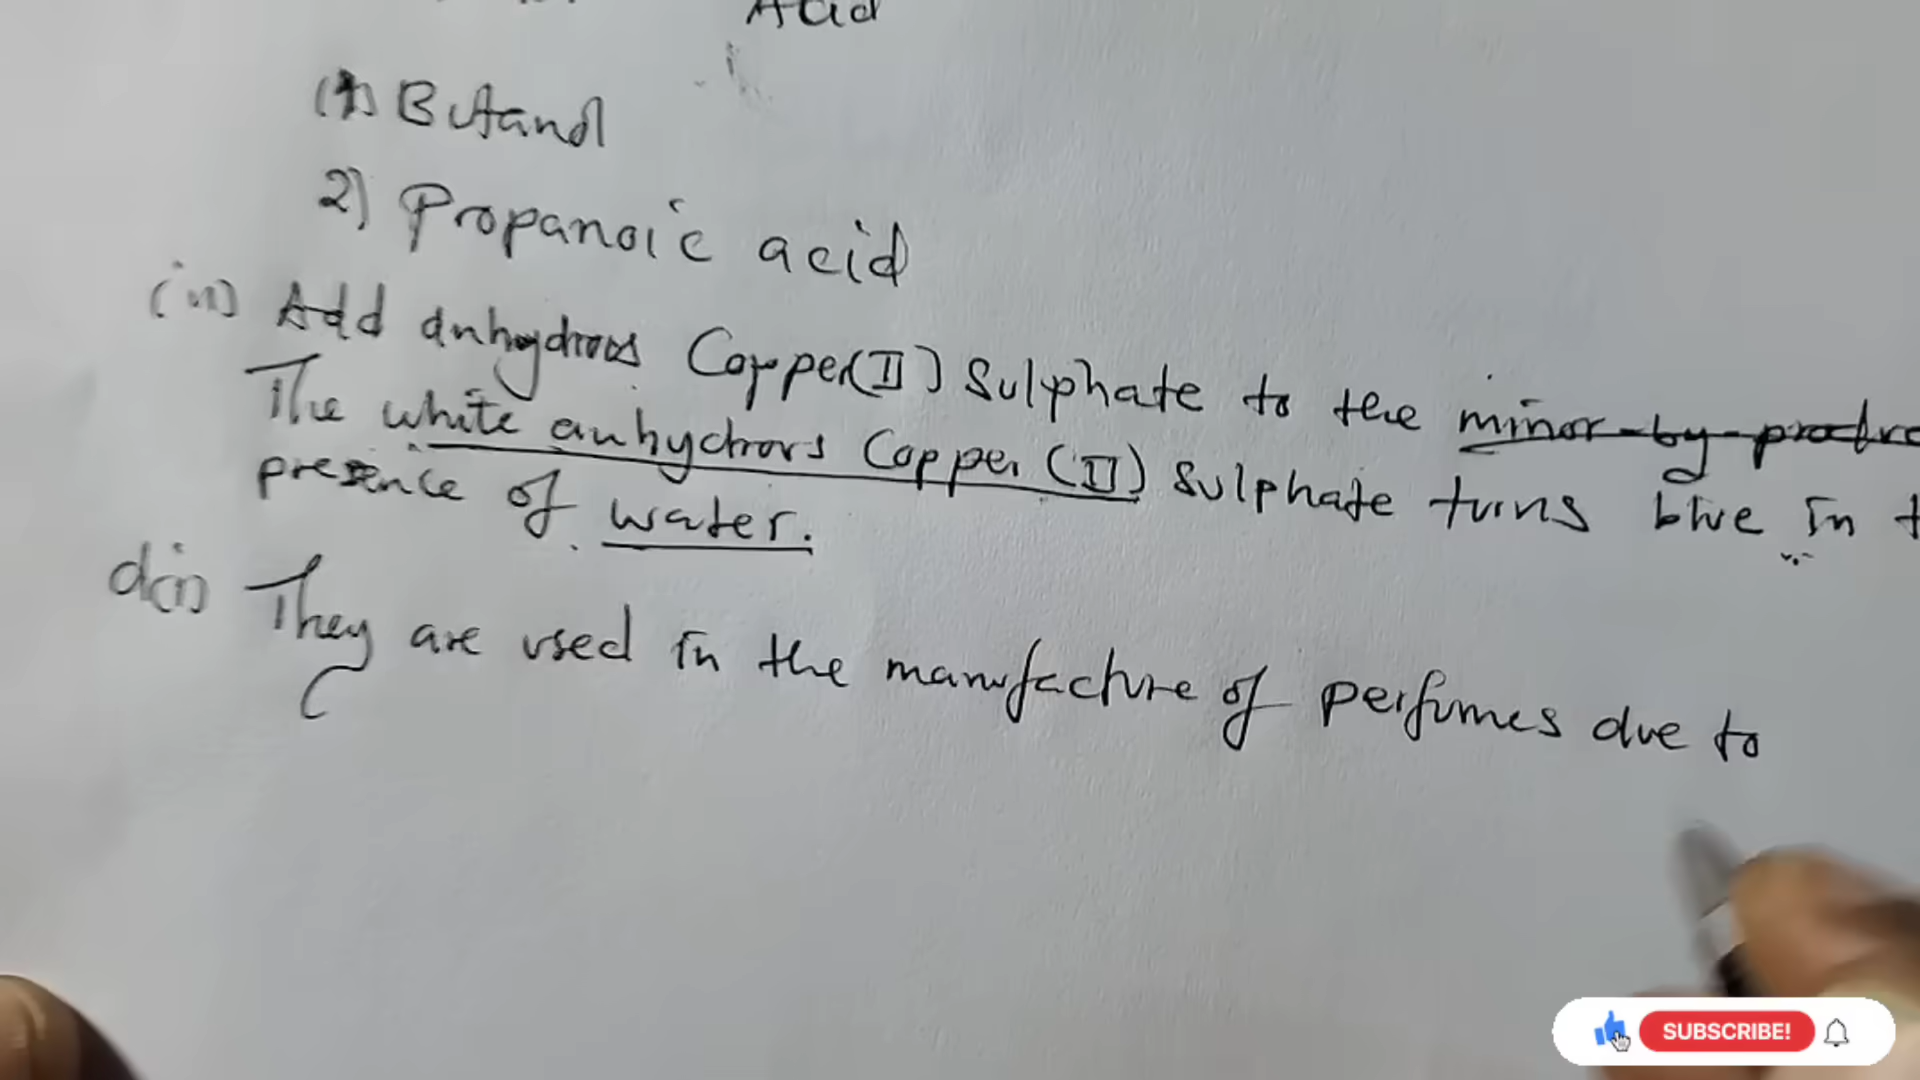 Acid
(1) Butanol
2) Propanoic acid
(iii) Add anhydrous Copper(II) Sulphate to the minor by produc
The white anhydrous Copper (II) Sulphate turns blue in t
presence of water.
d(i) They are used in the manufacture of perfumes due to
SUBSCRIBE!